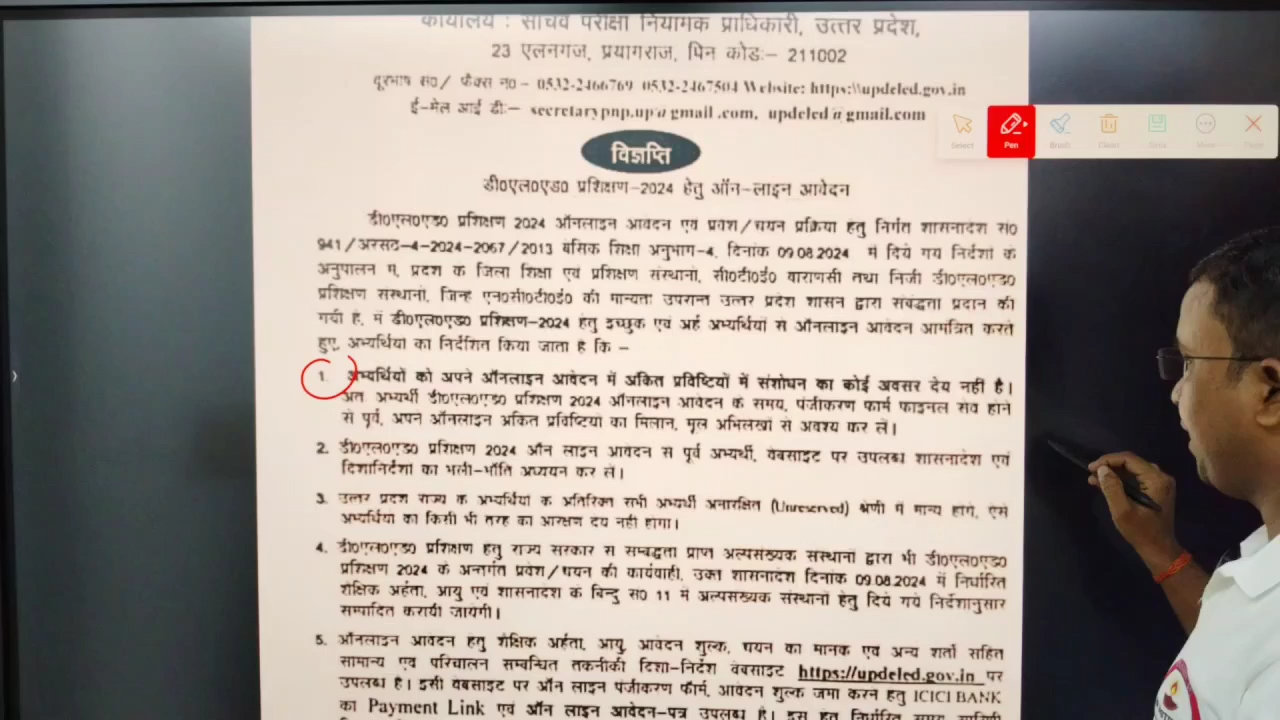 कार्यालय : सचिव परीक्षा नियामक प्राधिकारी, उत्तर प्रदेश,
23 एलनगंज, प्रयागराज, पिन कोड:– 211002
दूरभाष सं0/ फैक्स नं0 – 0532-2466769 0532-2467504 Website: https:\\updeled.gov.in
ई-मेल आई डी:– secretarypnp.up@gmail.com, updeled@gmail.com
Select Pen Brush Clear Save More Close
विज्ञप्ति
डी0एल0एड0 प्रशिक्षण–2024 हेतु ऑन–लाइन आवेदन
डी0एल0एड0 प्रशिक्षण 2024 ऑनलाइन आवेदन एवं प्रवेश/चयन प्रक्रिया हेतु निर्गत शासनादेश सं0
941/अरसठ–4–2024–2067/2013 बेसिक शिक्षा अनुभाग–4, दिनांक 09.08.2024 में दिये गये निर्देशों के
अनुपालन में, प्रदेश के जिला शिक्षा एवं प्रशिक्षण संस्थानों, सी0टी0ई0 वाराणसी तथा निजी डी0एल0एड0
प्रशिक्षण संस्थानों, जिन्हें एन0सी0टी0ई0 की मान्यता उपरान्त उत्तर प्रदेश शासन द्वारा संबद्धता प्रदान की
गयी है, में डी0एल0एड0 प्रशिक्षण–2024 हेतु इच्छुक एवं अर्ह अभ्यर्थियों से ऑनलाइन आवेदन आमंत्रित करते
हुए, अभ्यर्थियों को निर्देशित किया जाता है कि –
1. अभ्यर्थियों को अपने ऑनलाइन आवेदन में अंकित प्रविष्टियों में संशोधन का कोई अवसर देय नहीं है।
अतः अभ्यर्थी डी0एल0एड0 प्रशिक्षण 2024 ऑनलाइन आवेदन के समय, पंजीकरण फार्म फाइनल सेव होने
से पूर्व, अपने ऑनलाइन अंकित प्रविष्टियों का मिलान, मूल अभिलेखों से अवश्य कर लें।
2. डी0एल0एड0 प्रशिक्षण 2024 ऑन लाइन आवेदन से पूर्व अभ्यर्थी, वेबसाइट पर उपलब्ध शासनादेश एवं
दिशानिर्देशों का भली–भाँति अध्ययन कर लें।
3. उत्तर प्रदेश राज्य के अभ्यर्थियों के अतिरिक्त सभी अभ्यर्थी अनारक्षित (Unreserved) श्रेणी में मान्य होंगे, ऐसे
अभ्यर्थियों को किसी भी तरह का आरक्षण देय नहीं होगा।
4. डी0एल0एड0 प्रशिक्षण हेतु राज्य सरकार से सम्बद्धता प्राप्त अल्पसंख्यक संस्थानों द्वारा भी डी0एल0एड0
प्रशिक्षण 2024 के अन्तर्गत प्रवेश/चयन की कार्यवाही, उक्त शासनादेश दिनांक 09.08.2024 में निर्धारित
शैक्षिक अर्हता, आयु एवं शासनादेश के बिन्दु सं0 11 में अल्पसंख्यक संस्थानों हेतु दिये गये निर्देशानुसार
सम्पादित करायी जायेगी।
5. ऑनलाइन आवेदन हेतु शैक्षिक अर्हता, आयु, आवेदन शुल्क, चयन का मानक एवं अन्य शर्तों सहित
सामान्य एवं परिचालन सम्बन्धित तकनीकी दिशा–निर्देश वेबसाइट https://updeled.gov.in पर
उपलब्ध है। इसी वेबसाइट पर ऑन लाइन पंजीकरण फॉर्म, आवेदन शुल्क जमा करने हेतु ICICI BANK
का Payment Link एवं ऑन लाइन आवेदन–पत्र उपलब्ध है। इस हेतु निर्धारित समय सारिणी